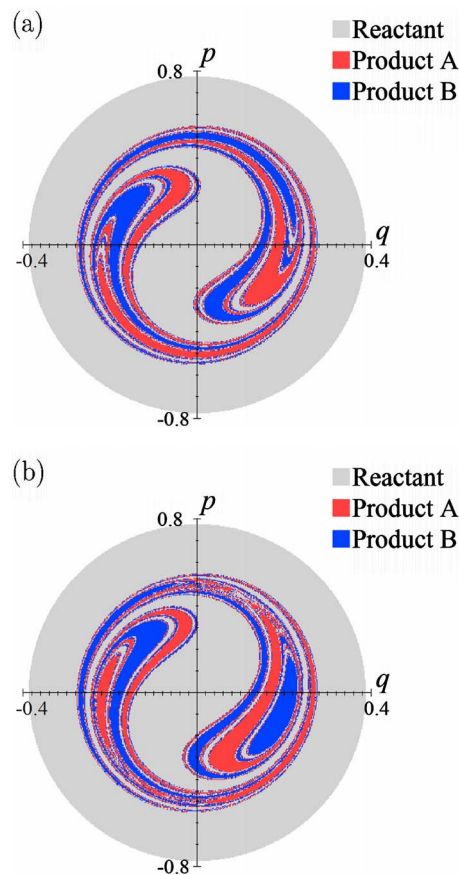 (a)
Reactant
Product A
Product B
p
0.8
q
-0.4
0.4
-0.8
(b)
Reactant
Product A
Product B
p
0.8
q
-0.4
0.4
-0.8